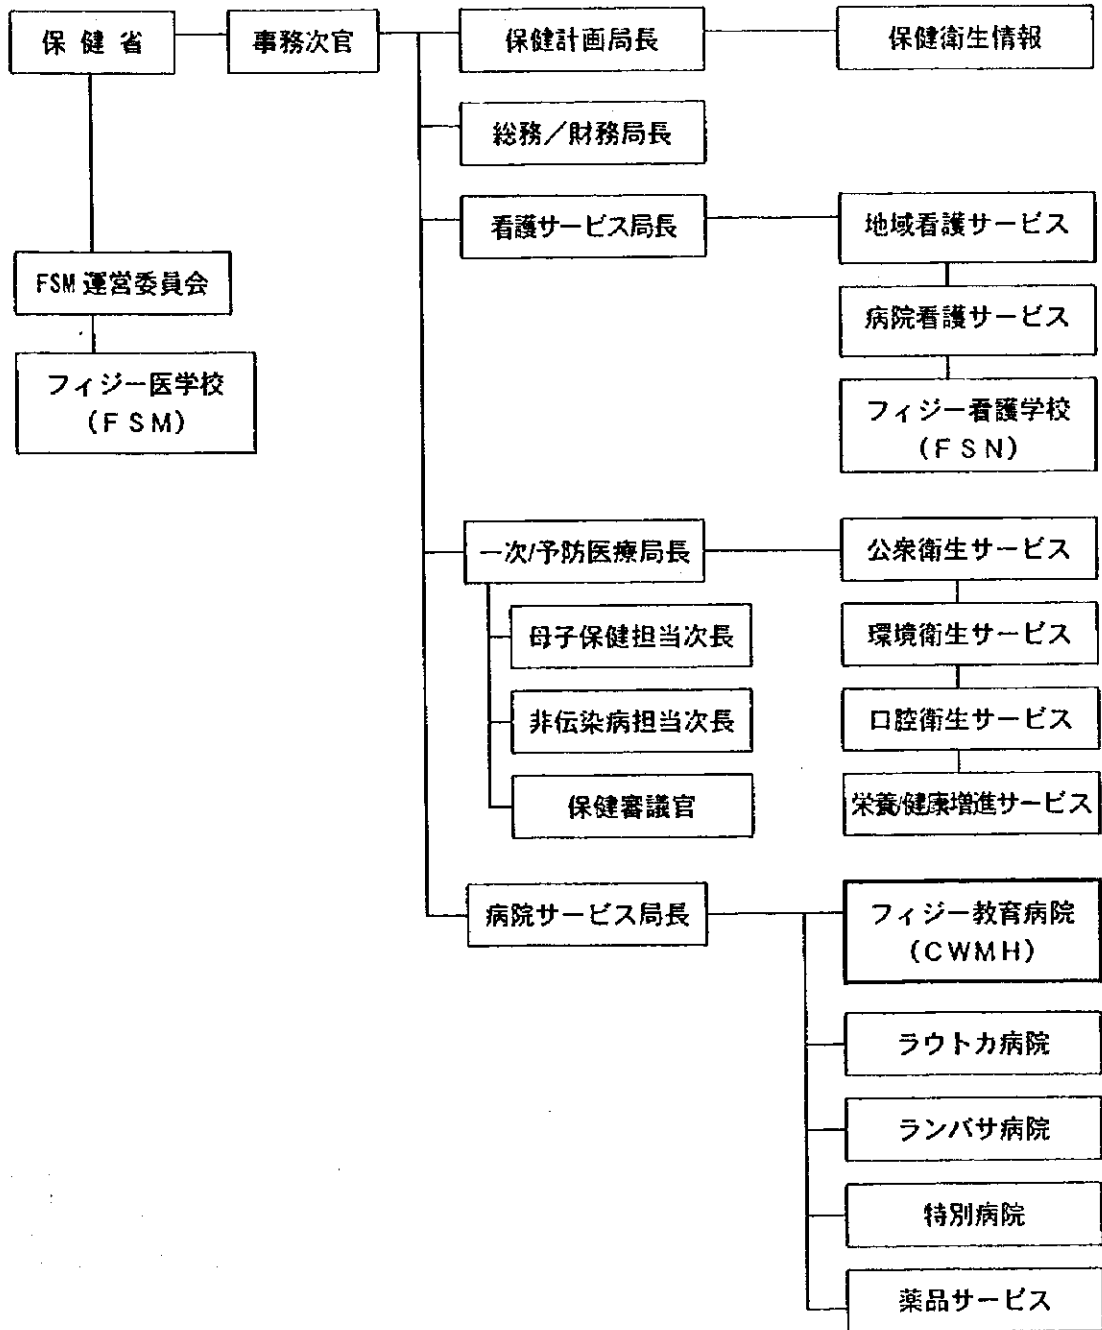 保健省
事務次官
保健計画局長
保健衛生情報
総務／財務局長
看護サービス局長
地域看護サービス
FSM 運営委員会
病院看護サービス
フィジー医学校
(FSM)
フィジー看護学校
(FSN)
一次/予防医療局長
公衆衛生サービス
母子保健担当次長
環境衛生サービス
非伝染病担当次長
口腔衛生サービス
保健審議官
栄養/健康増進サービス
病院サービス局長
フィジー教育病院
(CWMH)
ラウトカ病院
ランバサ病院
特別病院
薬品サービス